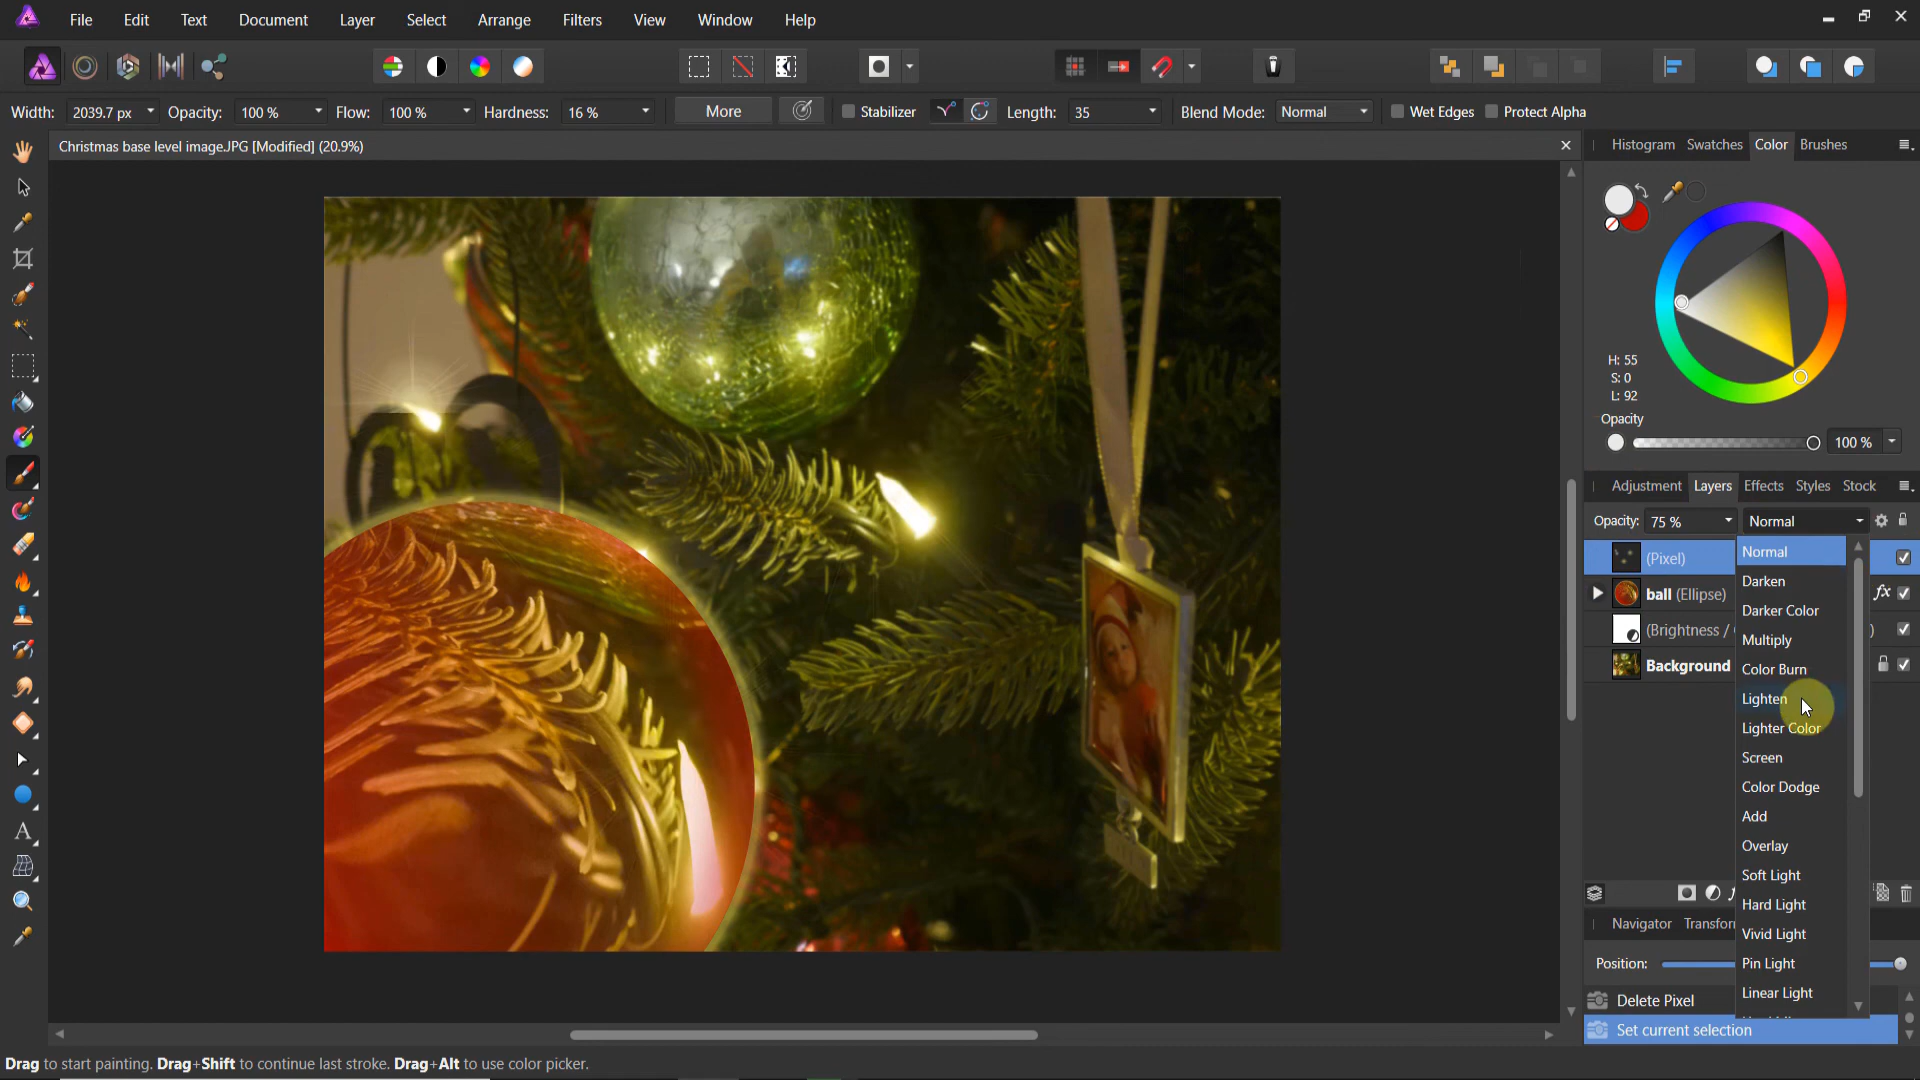 File Edit Text Document Layer Select Arrange Filters View Window Help
Width: 2039.7 px Opacity: 100 % Flow: 100 % Hardness: 16 % More Stabilizer Length: 35 Blend Mode: Normal Wet Edges Protect Alpha
Christmas base level image.JPG [Modified] (20.9%)
Histogram Swatches Color Brushes
H: 55
S: 0
L: 92
Opacity
100 %
Adjustment Layers Effects Styles Stock
Opacity: 75 % Normal
(Pixel)
ball (Ellipse)
fx
(Brightness /
)
Background
Normal
Darken
Darker Color
Multiply
Color Burn
Lighten
Lighter Color
Screen
Color Dodge
Add
Overlay
Soft Light
Hard Light
Vivid Light
Pin Light
Linear Light
Navigator
Position:
Delete Pixel
Set current selection
Drag to start painting. Drag+Shift to continue last stroke. Drag+Alt to use color picker.